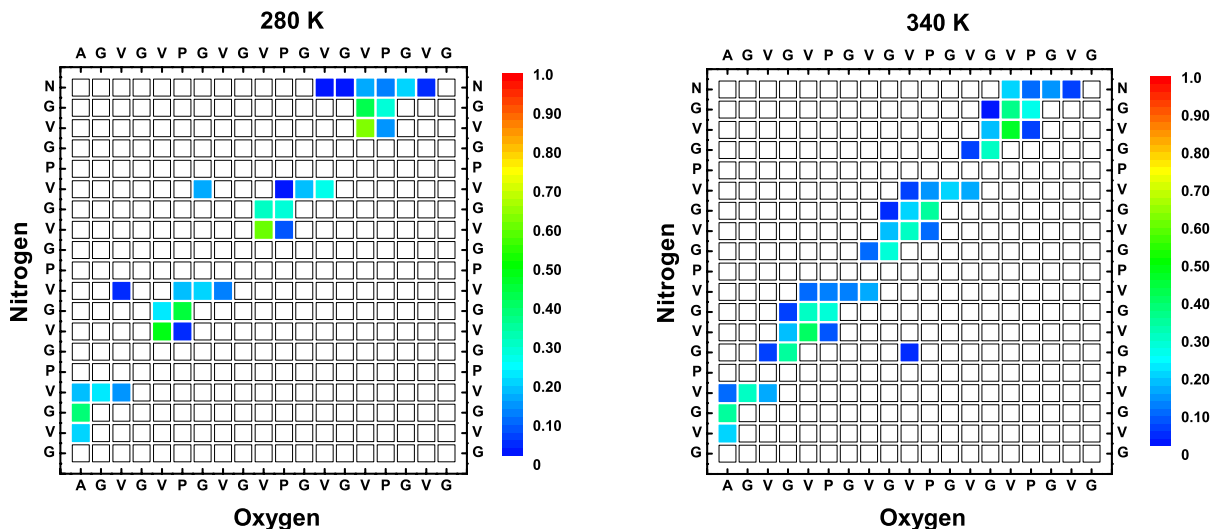 280 K
A G V G V P G V G V P G V G V P G V G
Nitrogen
N N
G G
V V
G G
P P
V V
G G
V V
G G
P P
V V
G G
V V
G G
P P
V V
G G
V V
G G
A G V G V P G V G V P G V G V P G V G
Oxygen
1.0
0.90
0.80
0.70
0.60
0.50
0.40
0.30
0.20
0.10
0
340 K
A G V G V P G V G V P G V G V P G V G
Nitrogen
N N
G G
V V
G G
P P
V V
G G
V V
G G
P P
V V
G G
V V
G G
P P
V V
G G
V V
G G
A G V G V P G V G V P G V G V P G V G
Oxygen
1.0
0.90
0.80
0.70
0.60
0.50
0.40
0.30
0.20
0.10
0